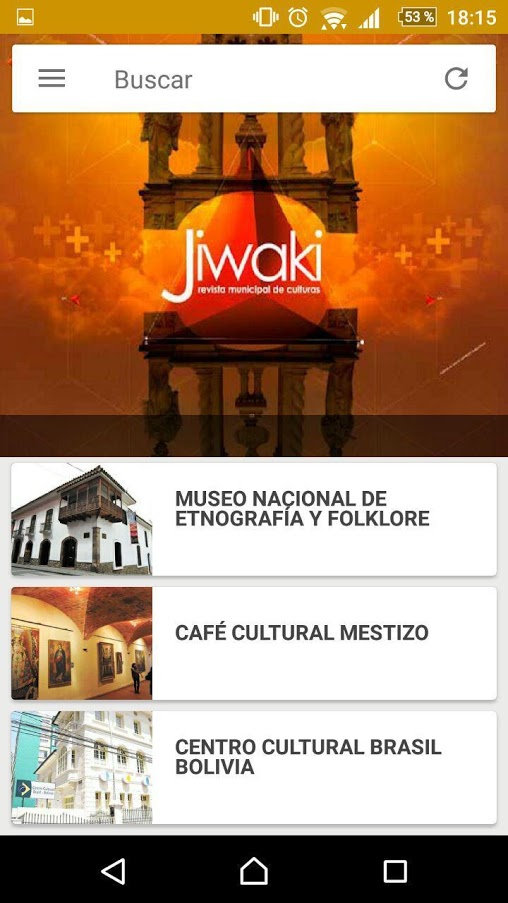 53 %
18:15
Buscar
Jiwaki
revista municipal de culturas
MUSEO NACIONAL DE
ETNOGRAFÍA Y FOLKLORE
CAFÉ CULTURAL MESTIZO
CENTRO CULTURAL BRASIL
BOLIVIA